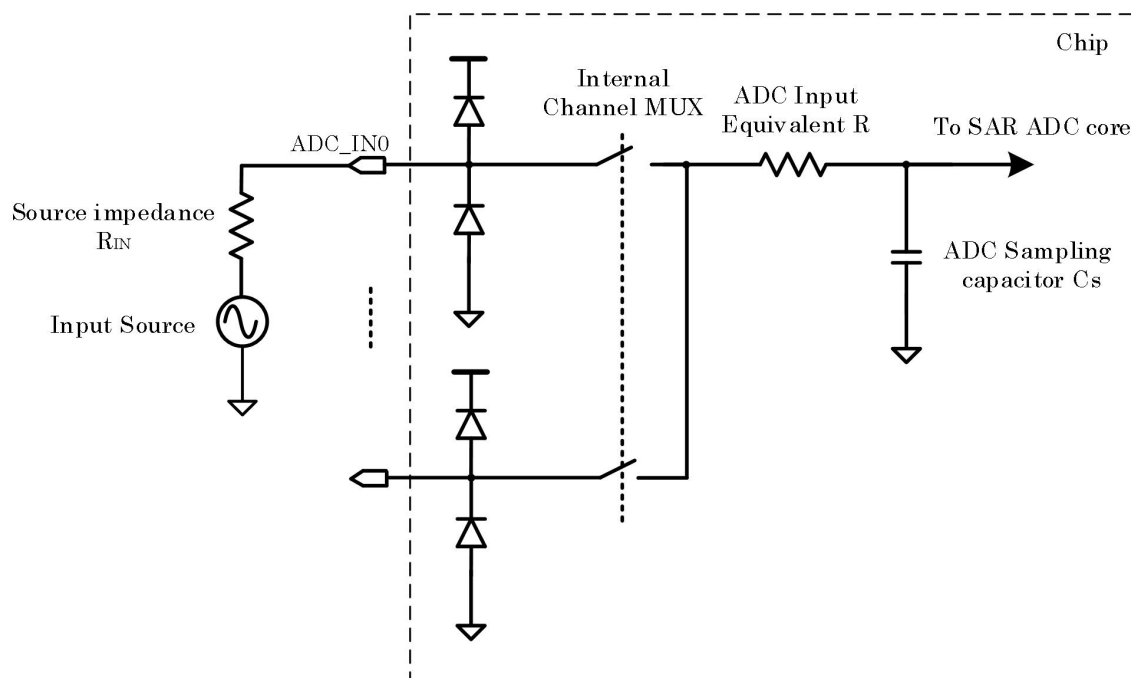 Chip
Internal
Channel MUX
ADC Input
Equivalent R
To SAR ADC core
ADC_IN0
Source impedance
RIN
Input Source
ADC Sampling
capacitor Cs